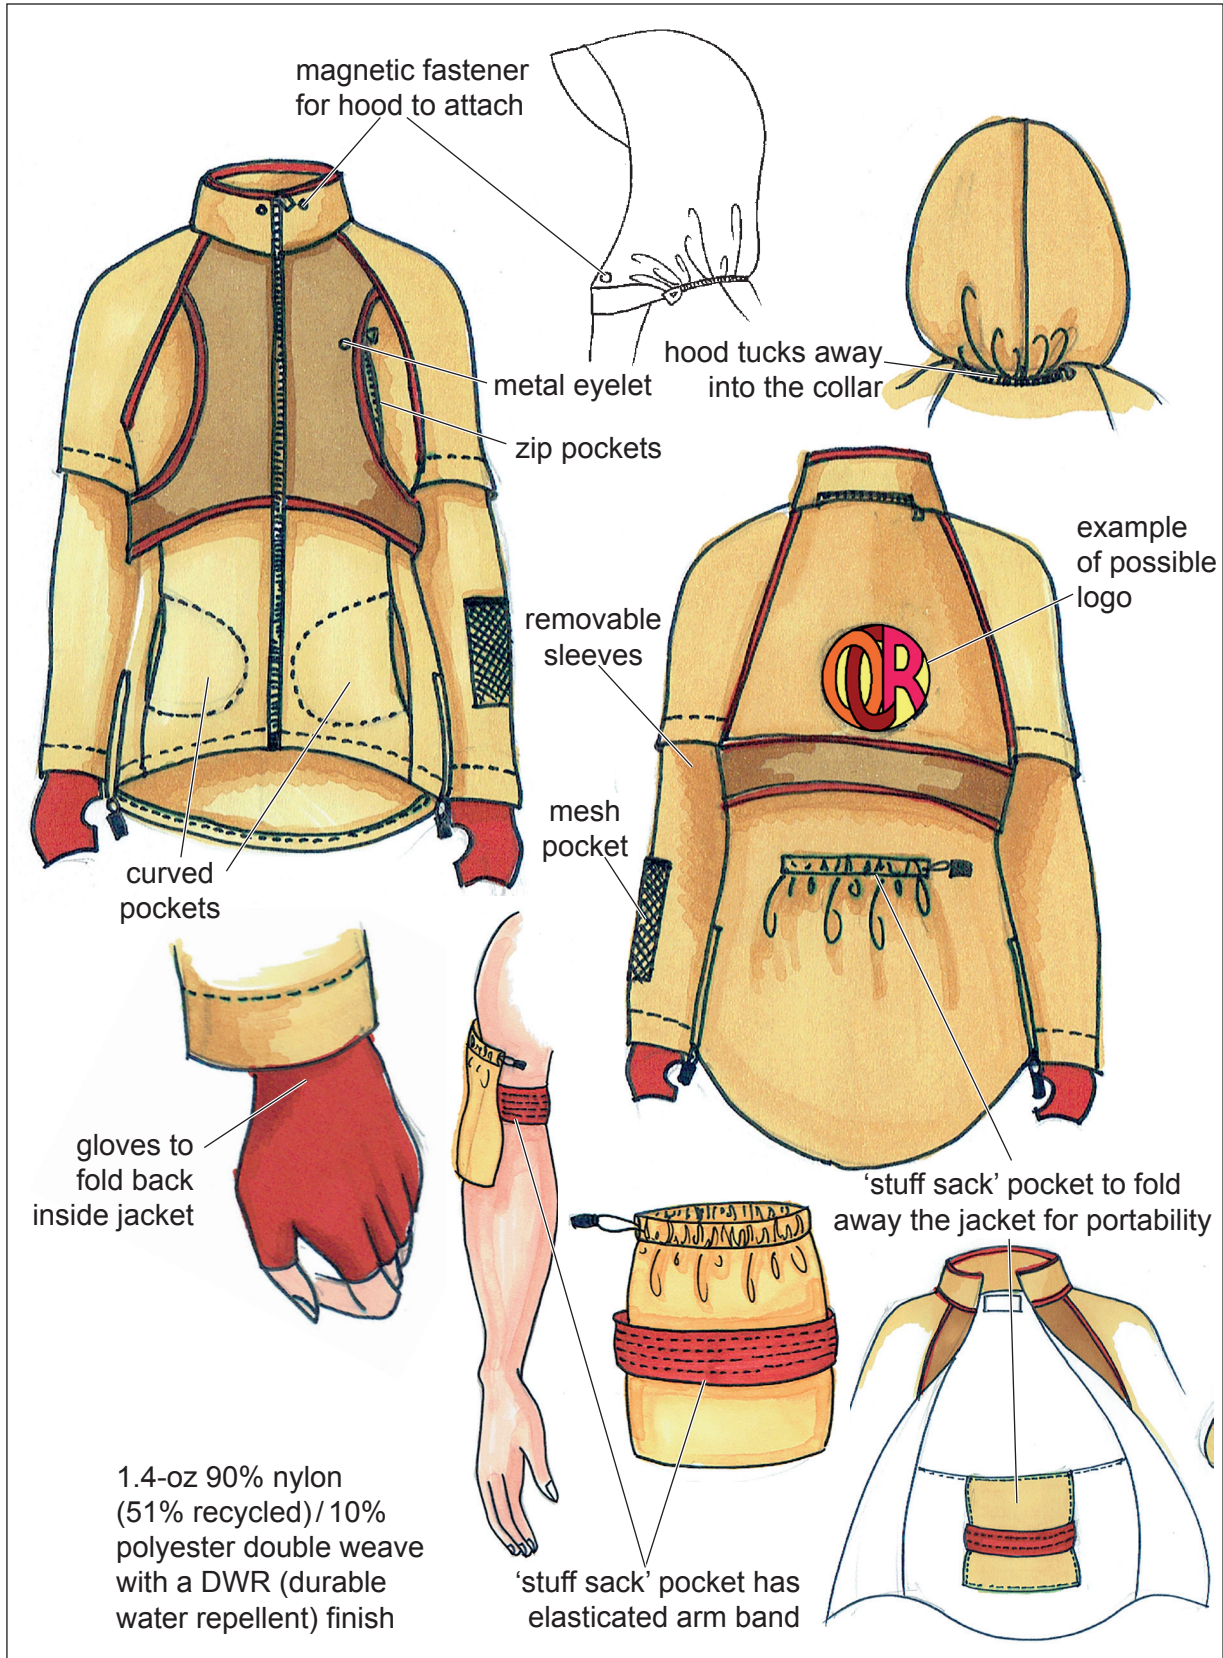 magnetic fastener
for hood to attach
hood tucks away
into the collar
metal eyelet
zip pockets
example
of possible
logo
removable
sleeves
OCR
mesh
pocket
curved
pockets
gloves to
fold back
inside jacket
‘stuff sack’ pocket to fold
away the jacket for portability
1.4-oz 90% nylon
(51% recycled) / 10%
polyester double weave
with a DWR (durable
water repellent) finish
‘stuff sack’ pocket has
elasticated arm band